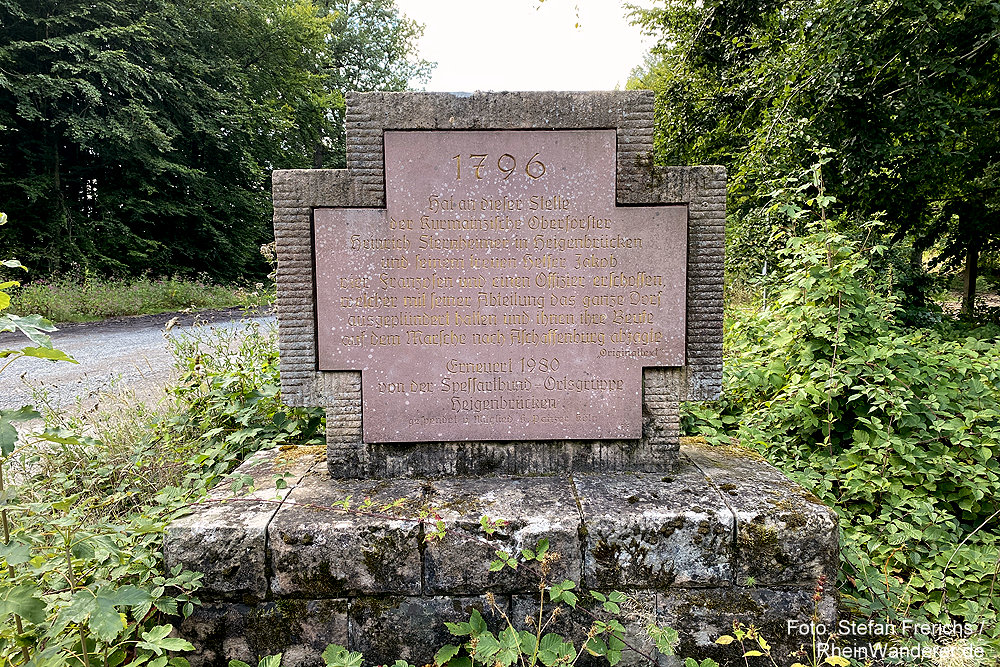 1796
Hat an dieser Stelle
der Kurmainzische Oberförster
Heinrich Sternheimer in Heigenbrücken
und seinem treuen Helfer Jakob
vier Franzosen und einen Offizier erschossen,
welcher mit seiner Abteilung das ganze Dorf
ausgeplündert hatten und ihnen ihre Beute
auf dem Marsche nach Aschaffenburg abjagte
(Originaltext)
Erneuert 1980
von der Spessartbund-Ortsgruppe
Heigenbrücken
Foto: Stefan Frerichs /
RheinWanderer.de